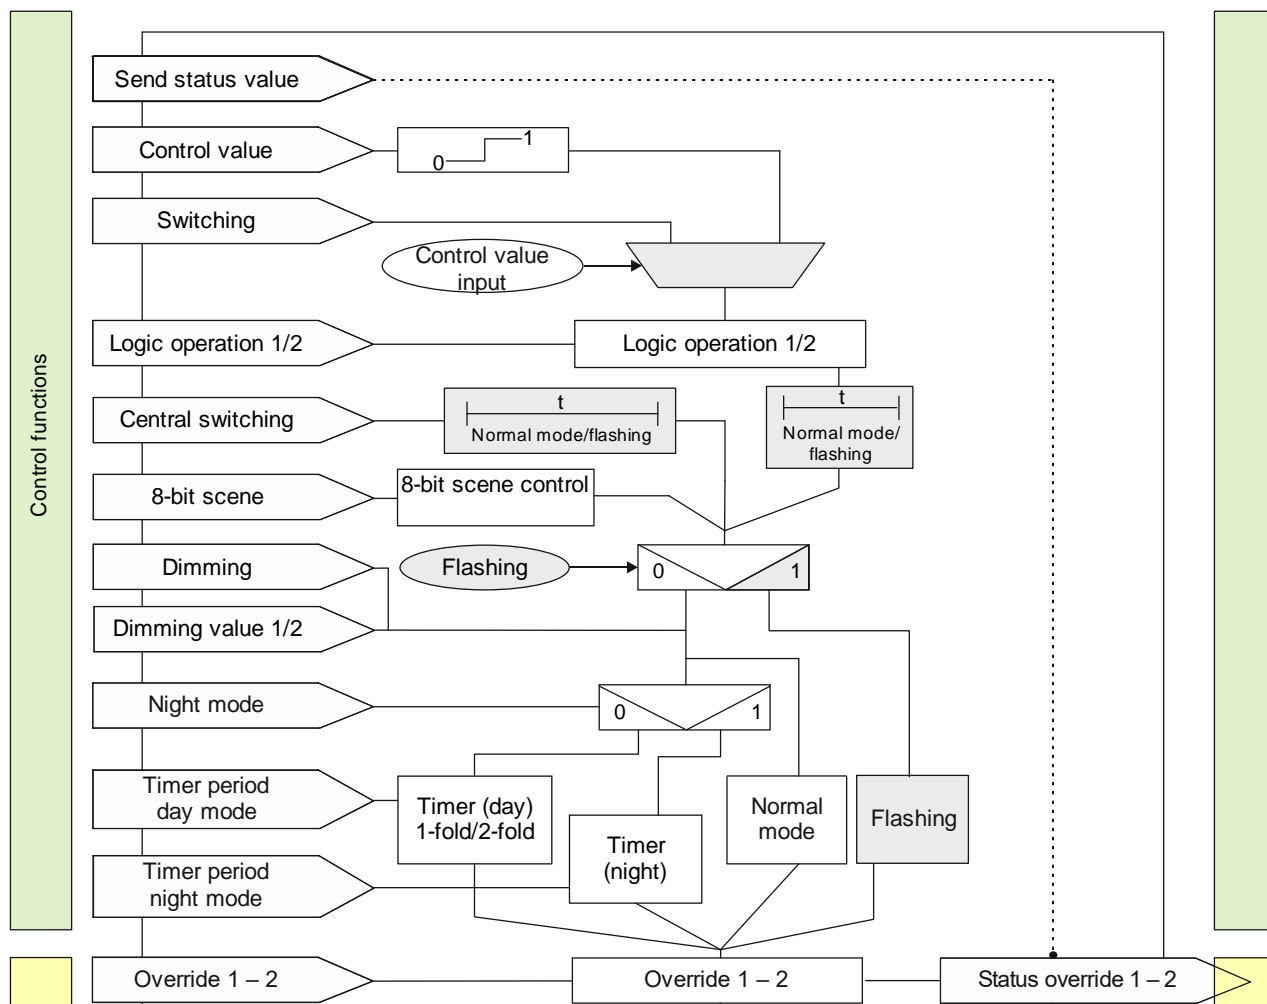 Control functions
Send status value
Control value
0
1
Switching
Control value
input
Logic operation 1/2
Logic operation 1/2
Central switching
t
Normal mode/flashing
t
Normal mode/
flashing
8-bit scene
8-bit scene control
Dimming
Flashing
0
1
Dimming value 1/2
Night mode
0
1
Timer period
day mode
Timer (day)
1-fold/2-fold
Normal
mode
Flashing
Timer
(night)
Timer period
night mode
Override 1 – 2
Override 1 – 2
Status override 1 – 2